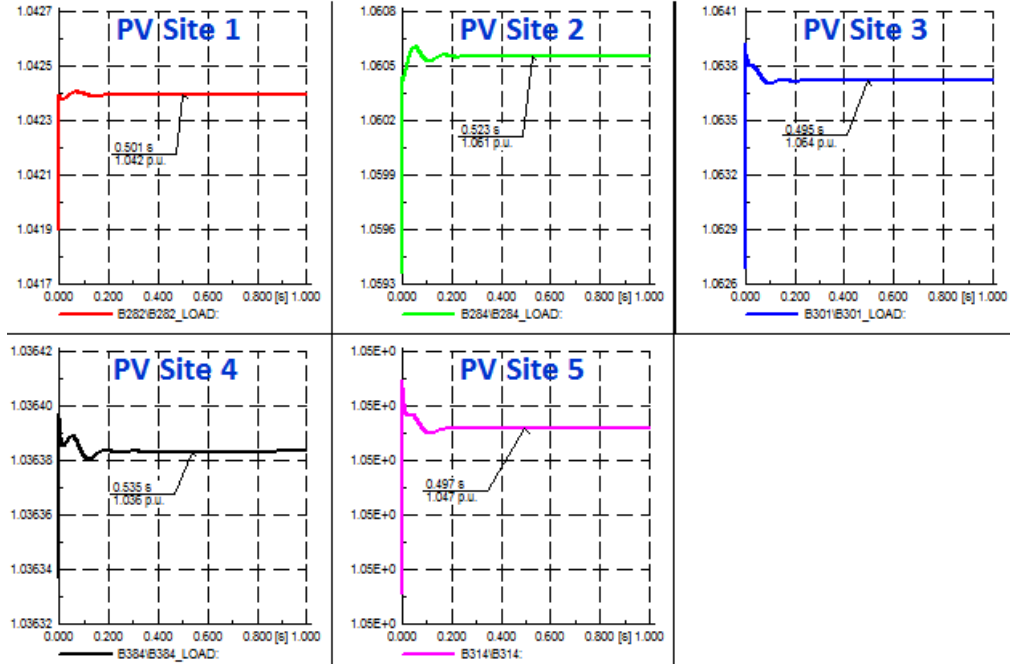 PV Site 1
1.0427
1.0425
1.0423
1.0421
1.0419
1.0417
0.501 s
1.042 p.u.
0.000 0.200 0.400 0.600 0.800 [s] 1.000
B282\B282_LOAD:
PV Site 2
1.0608
1.0605
1.0602
1.0599
1.0596
1.0593
0.523 s
1.061 p.u.
0.000 0.200 0.400 0.600 0.800 [s] 1.000
B284\B284_LOAD:
PV Site 3
1.0641
1.0638
1.0635
1.0632
1.0629
1.0626
0.495 s
1.064 p.u.
0.000 0.200 0.400 0.600 0.800 [s] 1.000
B301\B301_LOAD:
PV Site 4
1.03642
1.03640
1.03638
1.03636
1.03634
1.03632
0.535 s
1.036 p.u.
0.000 0.200 0.400 0.600 0.800 [s] 1.000
B384\B384_LOAD:
PV Site 5
1.05E+0
1.05E+0
1.05E+0
1.05E+0
1.05E+0
1.05E+0
0.497 s
1.047 p.u.
0.000 0.200 0.400 0.600 0.800 [s] 1.000
B314\B314: